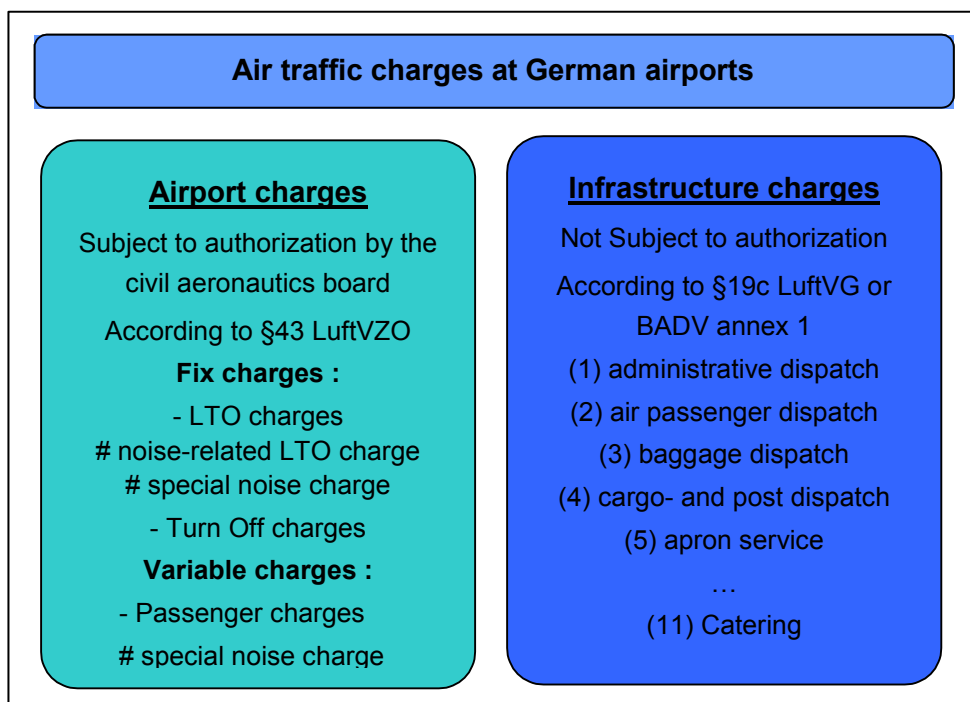 Air traffic charges at German airports
Airport charges
Subject to authorization by the
civil aeronautics board
According to §43 LuftVZO
Fix charges :
- LTO charges
# noise-related LTO charge
# special noise charge
- Turn Off charges
Variable charges :
- Passenger charges
# special noise charge
Infrastructure charges
Not Subject to authorization
According to §19c LuftVG or
BADV annex 1
(1) administrative dispatch
(2) air passenger dispatch
(3) baggage dispatch
(4) cargo- and post dispatch
(5) apron service
…
(11) Catering